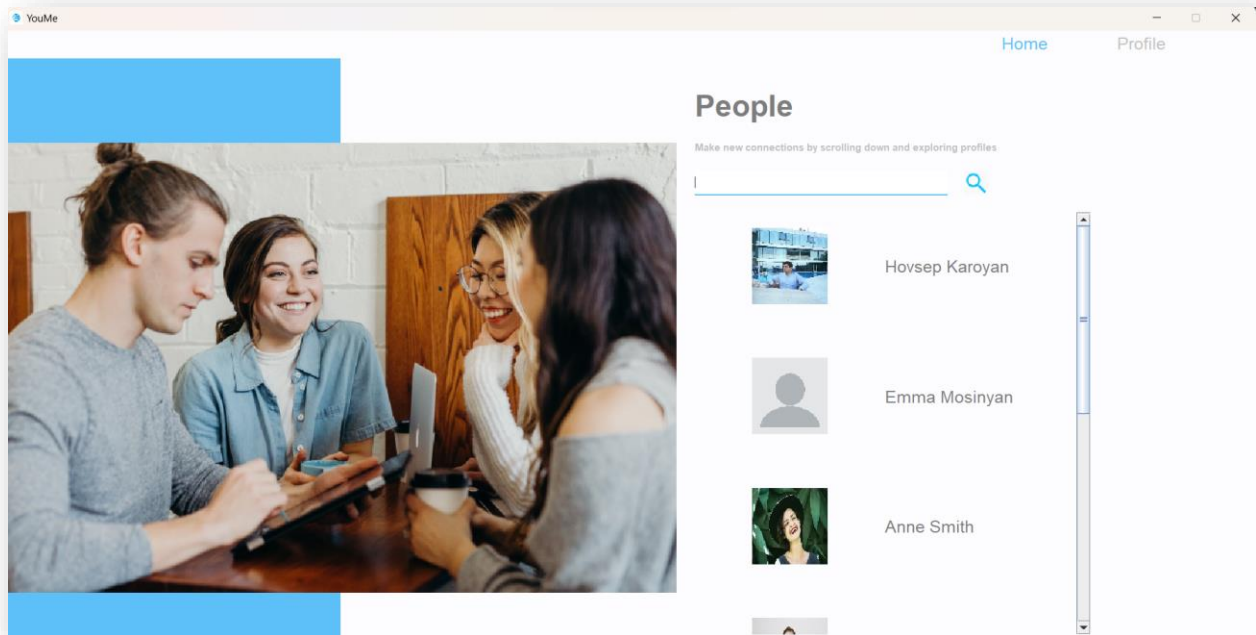 YouMe
Home Profile
People
Make new connections by scrolling down and exploring profiles
Hovsep Karoyan
Emma Mosinyan
Anne Smith